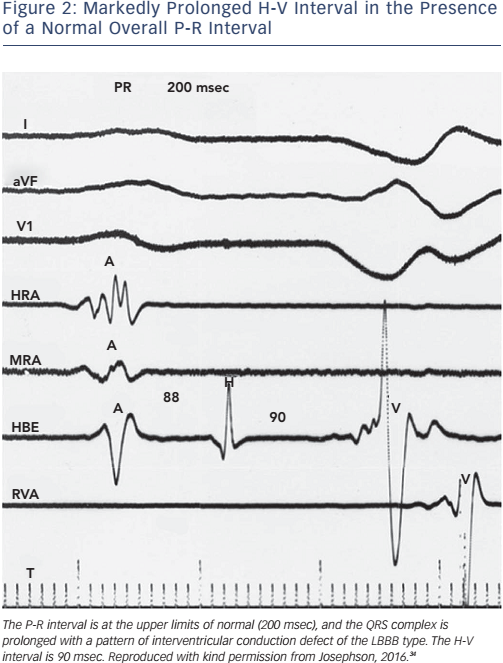 Figure 2: Markedly Prolonged H-V Interval in the Presence
of a Normal Overall P-R Interval
PR 200 msec
I
aVF
V1
A
HRA
A
MRA
H
88
A
90
V
HBE
V
RVA
T
The P-R interval is at the upper limits of normal (200 msec), and the QRS complex is
prolonged with a pattern of interventricular conduction defect of the LBBB type. The H-V
interval is 90 msec. Reproduced with kind permission from Josephson, 2016.³⁴